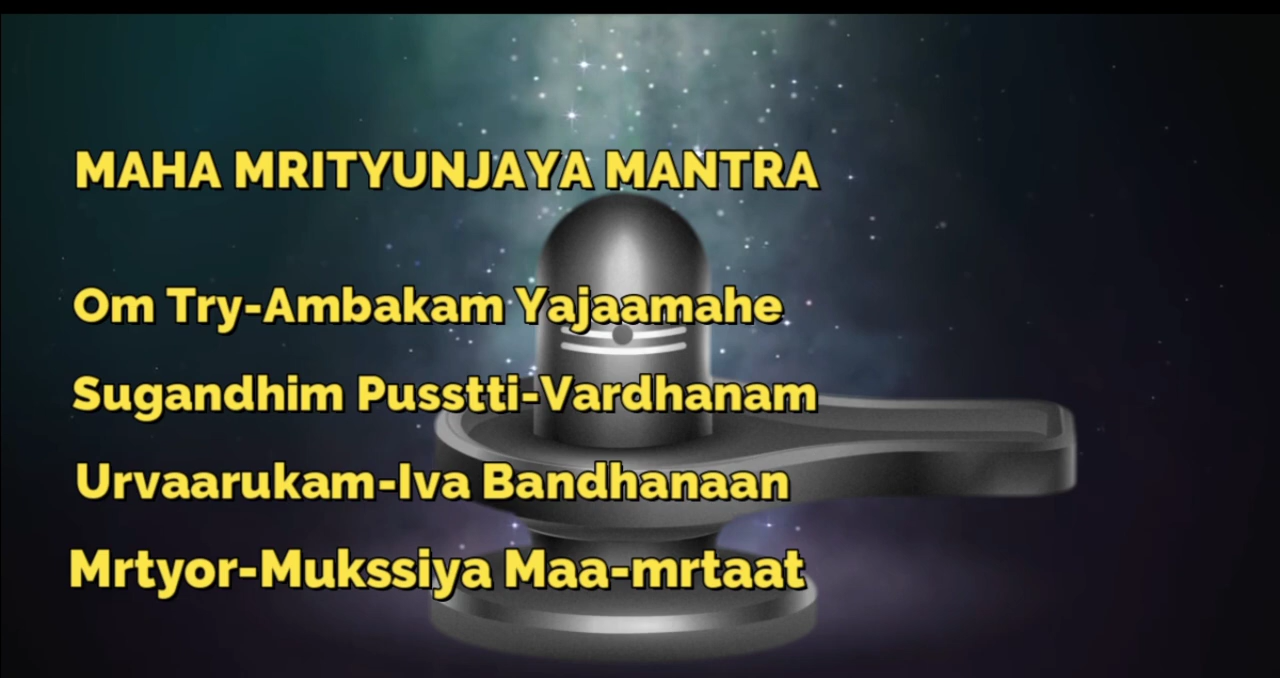 MAHA MRITYUNJAYA MANTRA
Om Try-Ambakam Yajaamahe
Sugandhim Pusstti-Vardhanam
Urvaarukam-Iva Bandhanaan
Mrtyor-Mukssiya Maa-mrtaat